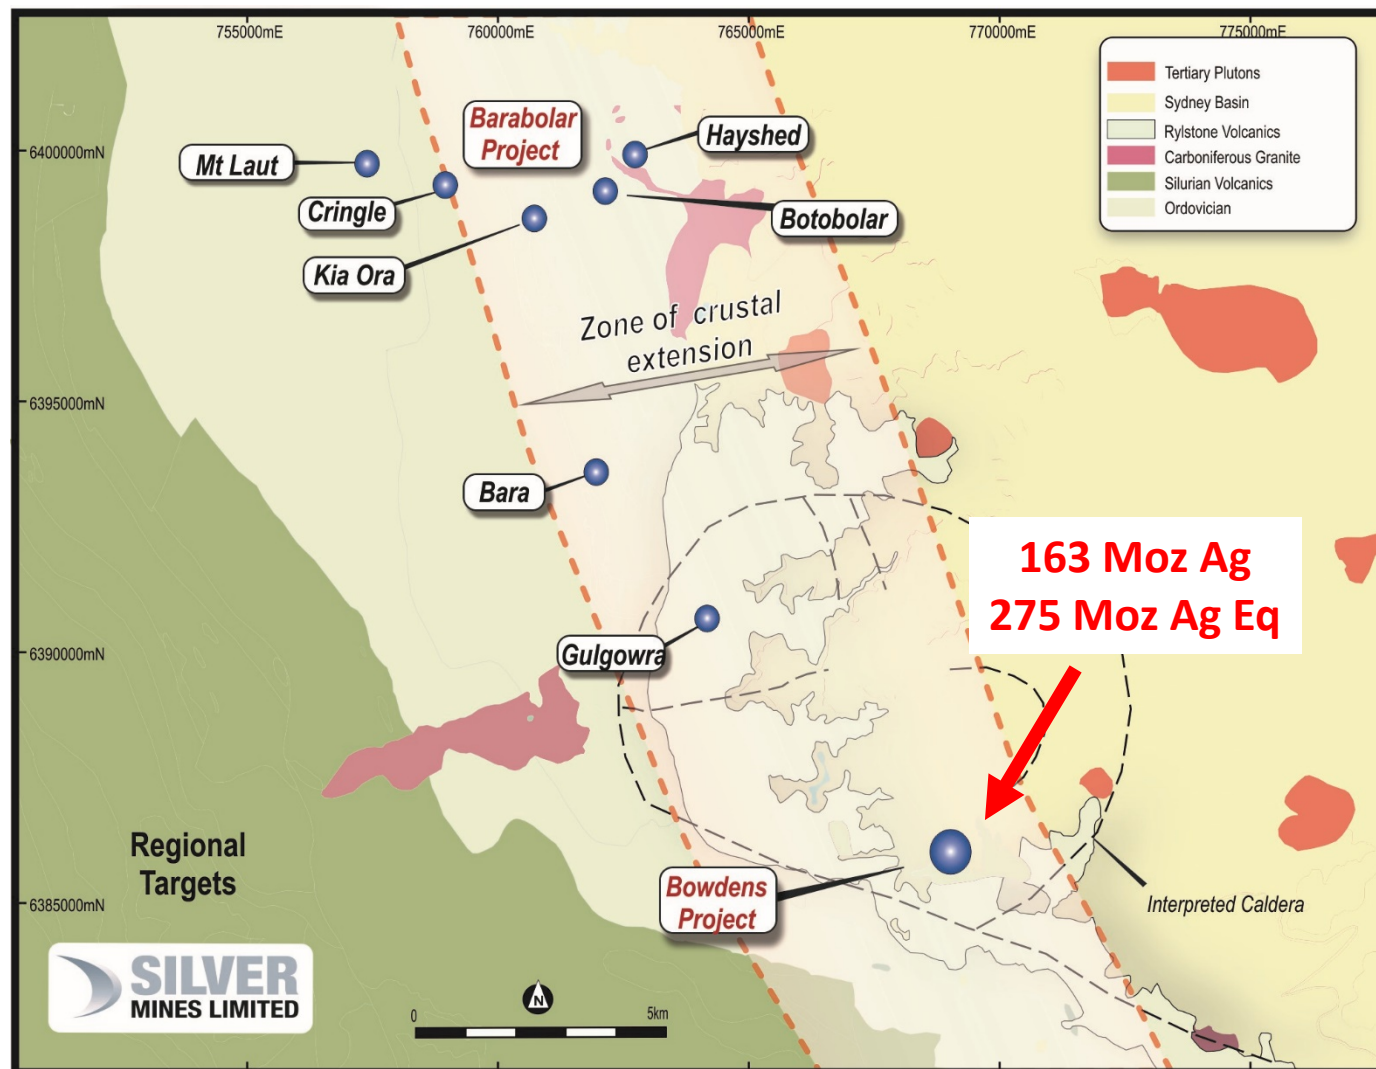 755000mE
760000mE
765000mE
770000mE
775000mE
Tertiary Plutons
Sydney Basin
Rylstone Volcanics
Carboniferous Granite
Silurian Volcanics
Ordovician
6400000mN
Barabolar
Project
Hayshed
Mt Laut
Cringle
Botobolar
Kia Ora
Zone of crustal
extension
6395000mN
Bara
163 Moz Ag
275 Moz Ag Eq
6390000mN
Gulgowra
Regional
Targets
Bowdens
Project
6385000mN
Interpreted Caldera
SILVER
MINES LIMITED
N
0
5km